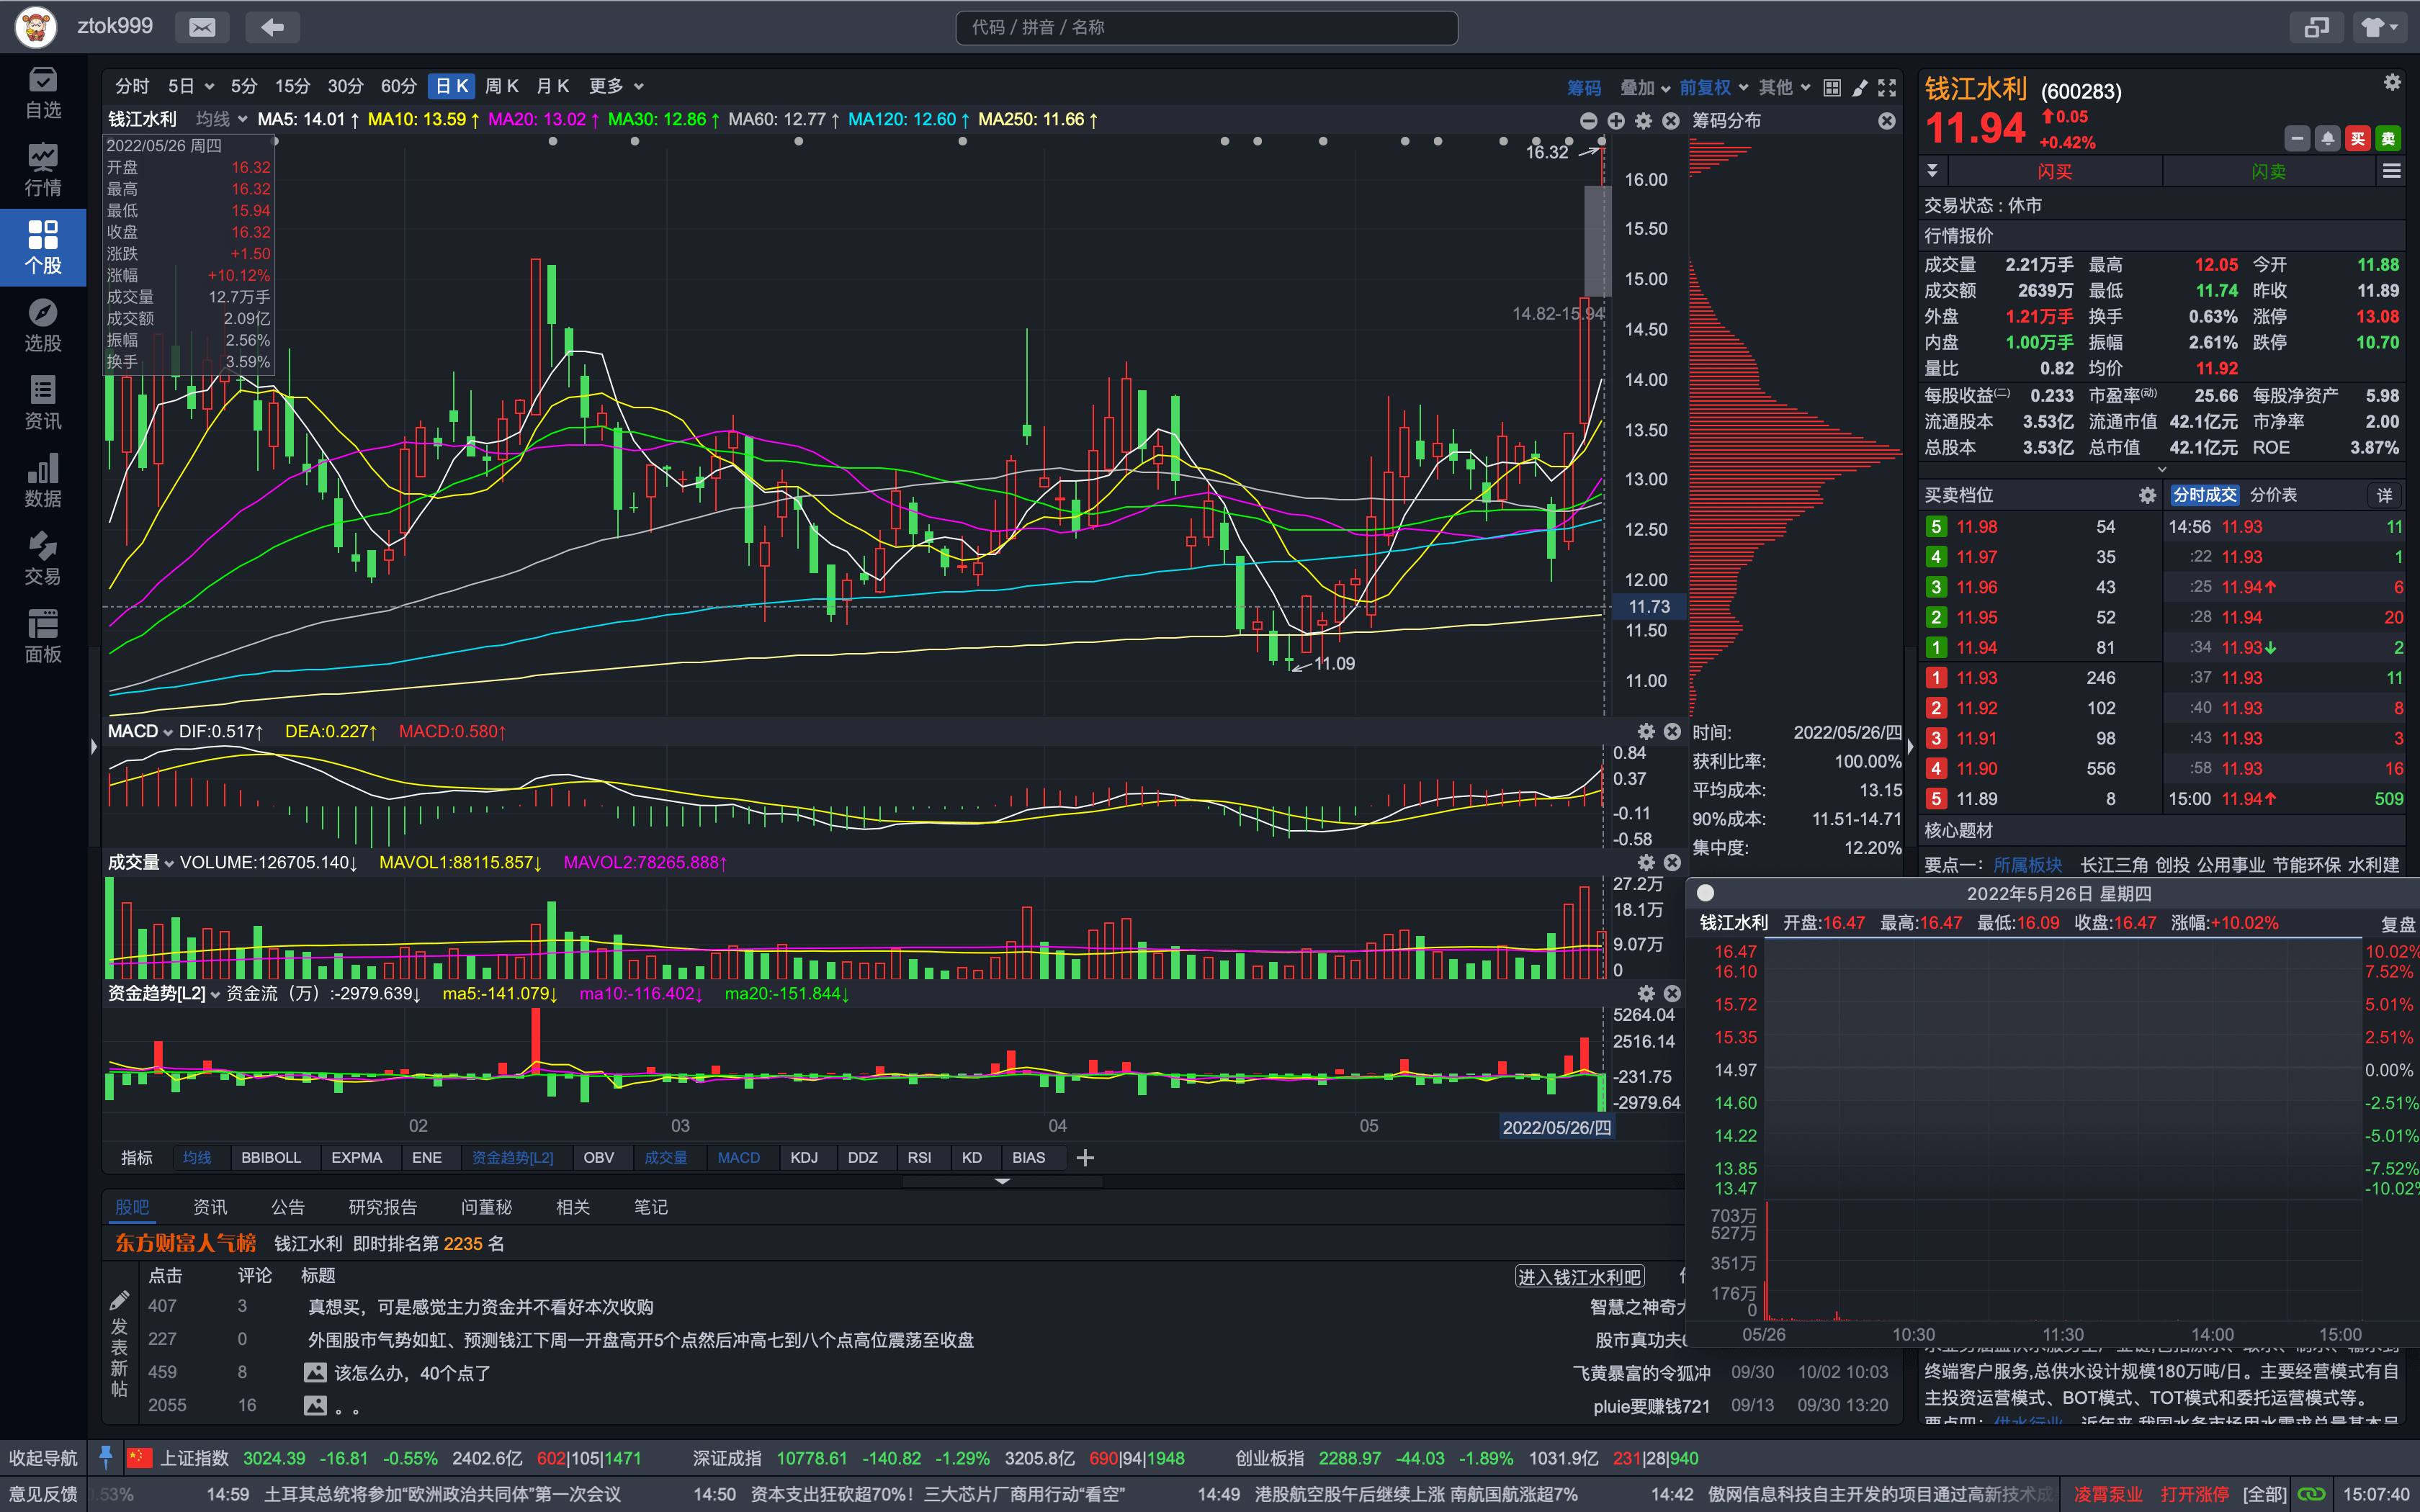 ztok999
代码 / 拼音 / 名称
自选
行情
个股
选股
资讯
数据
交易
面板
分时 5日 5分 15分 30分 60分 日K 周K 月K 更多
筹码 叠加 前复权 其他
钱江水利 均线 MA5: 14.01↑ MA10: 13.59↑ MA20: 13.02↑ MA30: 12.86↑ MA60: 12.77↑ MA120: 12.60↑ MA250: 11.66↑
筹码分布
2022/05/26 周四
开盘 16.32
最高 16.32
最低 15.94
收盘 16.32
涨跌 +1.50
涨幅 +10.12%
成交量 12.7万手
成交额 2.09亿
振幅 2.56%
换手 3.59%
16.32
14.82-15.94
11.09
16.00
15.50
15.00
14.50
14.00
13.50
13.00
12.50
12.00
11.73
11.50
11.00
MACD DIF:0.517↑ DEA:0.227↑ MACD:0.580↑
0.84
0.37
-0.11
-0.58
成交量 VOLUME:126705.140↓ MAVOL1:88115.857↓ MAVOL2:78265.888↑
27.2万
18.1万
9.07万
0
资金趋势[L2] 资金流（万）:-2979.639↓ ma5:-141.079↓ ma10:-116.402↓ ma20:-151.844↓
5264.04
2516.14
-231.75
-2979.64
02 03 04 05 2022/05/26/四
时间: 2022/05/26/四
获利比率: 100.00%
平均成本: 13.15
90%成本: 11.51-14.71
集中度: 12.20%
指标 均线 BBIBOLL EXPMA ENE 资金趋势[L2] OBV 成交量 MACD KDJ DDZ RSI KD BIAS
股吧 资讯 公告 研究报告 问董秘 相关 笔记
东方财富人气榜 钱江水利 即时排名第 2235 名
点击 评论 标题 进入钱江水利吧
发表新帖
407 3 真想买，可是感觉主力资金并不看好本次收购 智慧之神奇
227 0 外围股市气势如虹、预测钱江下周一开盘高开5个点然后冲高七到八个点高位震荡至收盘 股市真功夫
459 8 该怎么办，40个点了 飞黄暴富的令狐冲 09/30 10/02 10:03
2055 16 。。 pluie要赚钱721 09/13 09/30 13:20
钱江水利 (600283)
11.94 0.05
+0.42%
买 卖
闪买 闪卖
交易状态 : 休市
行情报价
成交量 2.21万手 最高 12.05 今开 11.88
成交额 2639万 最低 11.74 昨收 11.89
外盘 1.21万手 换手 0.63% 涨停 13.08
内盘 1.00万手 振幅 2.61% 跌停 10.70
量比 0.82 均价 11.92
每股收益(二) 0.233 市盈率(动) 25.66 每股净资产 5.98
流通股本 3.53亿 流通市值 42.1亿元 市净率 2.00
总股本 3.53亿 总市值 42.1亿元 ROE 3.87%
买卖档位 分时成交 分价表 详
5 11.98 54 14:56 11.93 11
4 11.97 35 :22 11.93 1
3 11.96 43 :25 11.94↑ 6
2 11.95 52 :28 11.94 20
1 11.94 81 :34 11.93↓ 2
1 11.93 246 :37 11.93 11
2 11.92 102 :40 11.93 8
3 11.91 98 :43 11.93 3
4 11.90 556 :58 11.93 16
5 11.89 8 15:00 11.94↑ 509
核心题材
要点一: 所属板块 长江三角 创投 公用事业 节能环保 水利建
2022年5月26日 星期四
钱江水利 开盘:16.47 最高:16.47 最低:16.09 收盘:16.47 涨幅:+10.02% 复盘
16.47 10.02%
16.10 7.52%
15.72 5.01%
15.35 2.51%
14.97 0.00%
14.60 -2.51%
14.22 -5.01%
13.85 -7.52%
13.47 -10.02%
703万
527万
351万
176万
0
05/26 10:30 11:30 14:00 15:00
终端客户服务,总供水设计规模180万吨/日。主要经营模式有自
主投资运营模式、BOT模式、TOT模式和委托运营模式等。
要点四: 供水行业 近年来,我国水务市场用水需求总量基本呈
收起导航 上证指数 3024.39 -16.81 -0.55% 2402.6亿 602|105|1471 深证成指 10778.61 -140.82 -1.29% 3205.8亿 690|94|1948 创业板指 2288.97 -44.03 -1.89% 1031.9亿 231|28|940
意见反馈 0.53% 14:59 土耳其总统将参加“欧洲政治共同体”第一次会议 14:50 资本支出狂砍超70%！三大芯片厂商用行动“看空” 14:49 港股航空股午后继续上涨 南航国航涨超7% 14:42 傲网信息科技自主开发的项目通过高新技术成 凌霄泵业 打开涨停 [全部] 15:07:40